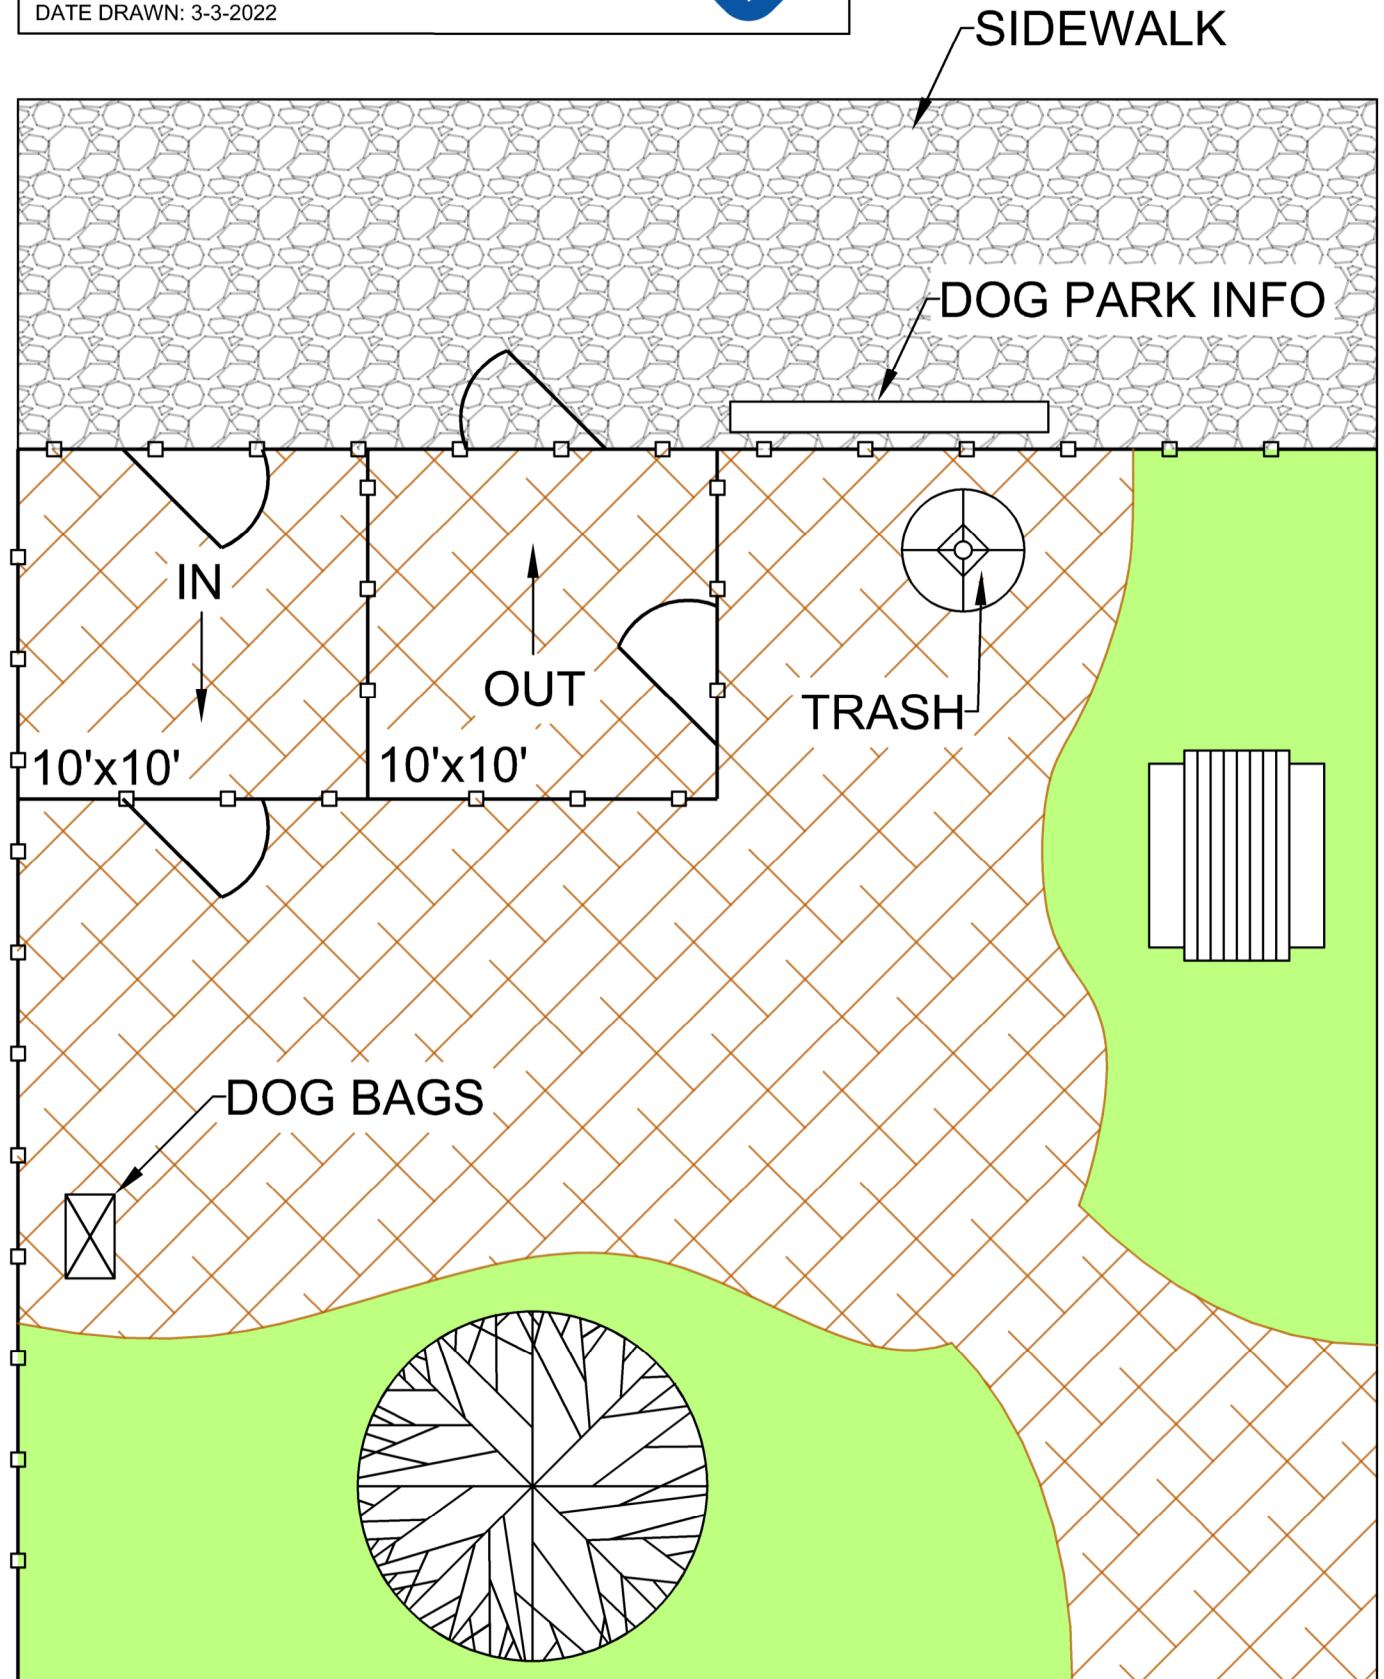 DATE DRAWN: 3-3-2022
SIDEWALK
DOG PARK INFO
IN
OUT
TRASH
10'x10'
10'x10'
DOG BAGS